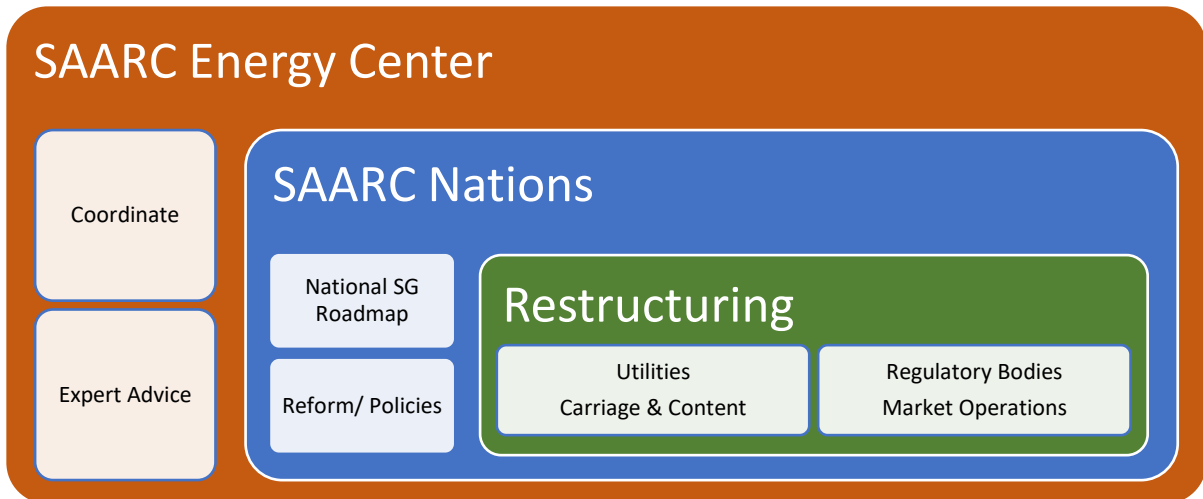 SAARC Energy Center
Coordinate
Expert Advice
SAARC Nations
National SG
Roadmap
Reform/ Policies
Restructuring
Utilities
Carriage & Content
Regulatory Bodies
Market Operations